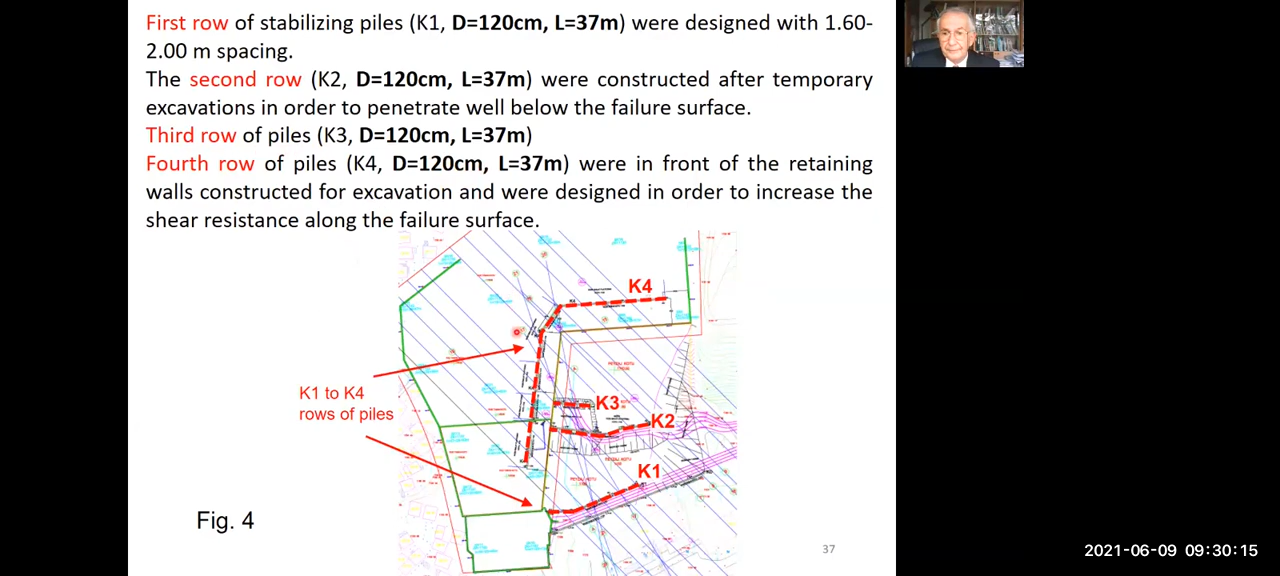 First row of stabilizing piles (K1, D=120cm, L=37m) were designed with 1.60-
2.00 m spacing.
The second row (K2, D=120cm, L=37m) were constructed after temporary
excavations in order to penetrate well below the failure surface.
Third row of piles (K3, D=120cm, L=37m)
Fourth row of piles (K4, D=120cm, L=37m) were in front of the retaining
walls constructed for excavation and were designed in order to increase the
shear resistance along the failure surface.
K4
K1 to K4
rows of piles
K3
K2
K1
Fig. 4
37
2021-06-09 09:30:15